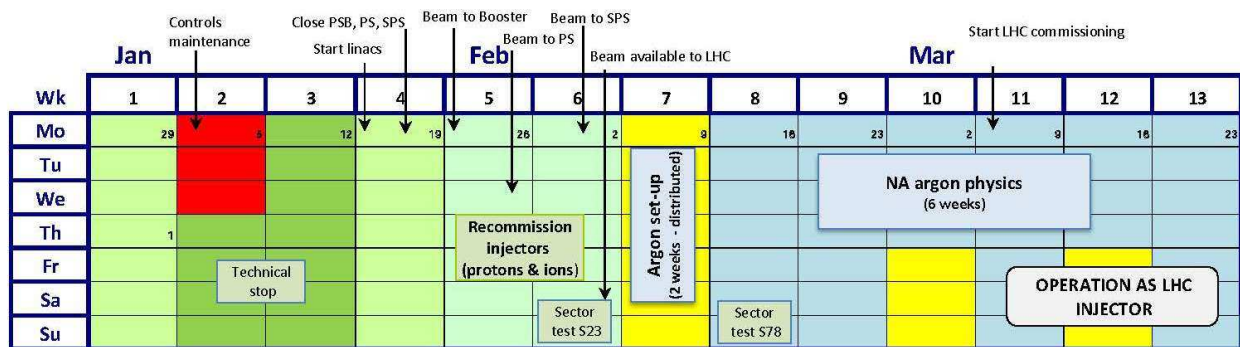 Controls
maintenance
Close PSB, PS, SPS
Start linacs
Beam to Booster
Beam to PS
Beam to SPS
Beam available to LHC
Start LHC commissioning
Jan
Feb
Mar
Wk 1 2 3 4 5 6 7 8 9 10 11 12 13
Mo 29 5 12 19 26 2 9 16 23 2 9 16 23
Tu
We
Th 1
Fr
Sa
Su
Technical
stop
Recommission
injectors
(protons & ions)
Sector
test S23
Argon set-up
(2 weeks - distributed)
Sector
test S78
NA argon physics
(6 weeks)
OPERATION AS LHC
INJECTOR